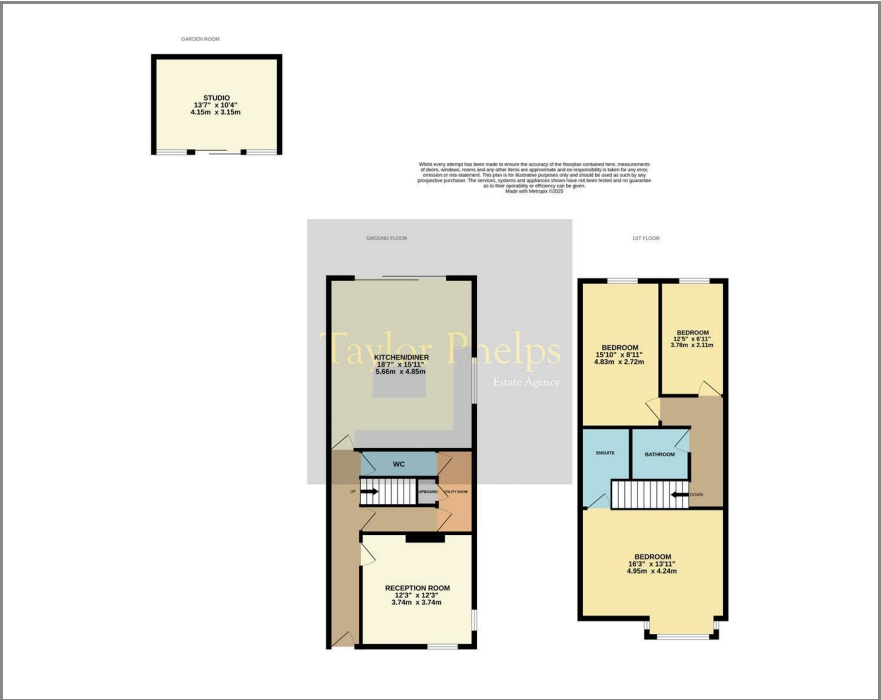 GARDEN ROOM
STUDIO
13'7" x 10'4"
4.15m x 3.15m
Whilst every attempt has been made to ensure the accuracy of the floorplan contained here, measurements
of doors, windows, rooms and any other items are approximate and no responsibility is taken for any error,
omission or mis-statement. This plan is for illustrative purposes only and should be used as such by any
prospective purchaser. The services, systems and appliances shown have not been tested and no guarantee
as to their operability or efficiency can be given.
Made with Metropix ©2025
GROUND FLOOR
KITCHEN/DINER
18'7" x 15'11"
5.66m x 4.85m
Taylor Phelps
Estate Agency
WC
UP
UPBOARD
UTILITY ROOM
RECEPTION ROOM
12'3" x 12'3"
3.74m x 3.74m
1ST FLOOR
BEDROOM
15'10" x 8'11"
4.83m x 2.72m
BEDROOM
12'5" x 6'11"
3.78m x 2.11m
ENSUITE
BATHROOM
DOWN
BEDROOM
16'3" x 13'11"
4.95m x 4.24m